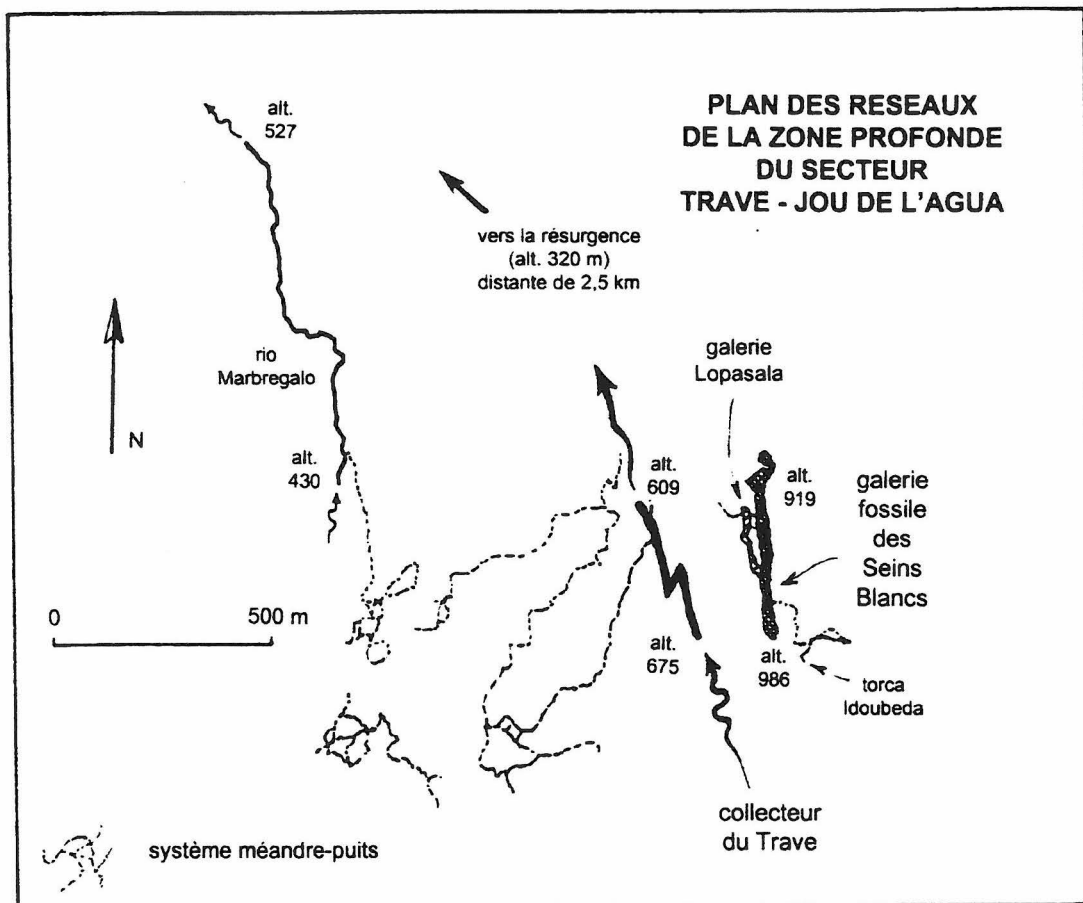 PLAN DES RESEAUX
DE LA ZONE PROFONDE
DU SECTEUR
TRAVE - JOU DE L'AGUA
alt.
527
vers la résurgence
(alt. 320 m)
distante de 2,5 km
rio
Marbregalo
N
alt.
430
galerie
Lopasala
alt.
609
alt.
919
galerie
fossile
des
Seins
Blancs
0 500 m
alt.
675
alt.
986
torca
Idoubeda
collecteur
du Trave
système méandre-puits